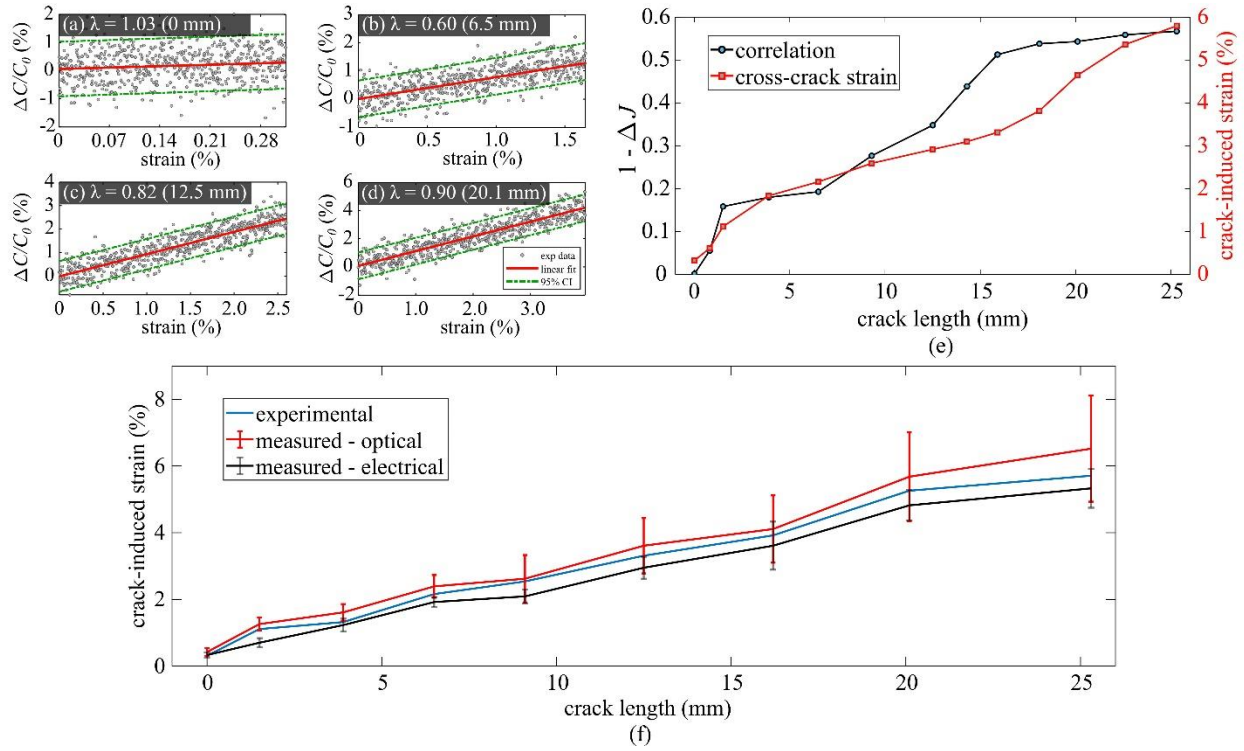 (a) λ = 1.03 (0 mm)
ΔC/C0 (%)
2
1
0
-1
-2
0 0.07 0.14 0.21 0.28
strain (%)
(b) λ = 0.60 (6.5 mm)
ΔC/C0 (%)
3
2
1
0
-1
0 0.5 1.0 1.5
strain (%)
(c) λ = 0.82 (12.5 mm)
ΔC/C0 (%)
4
3
2
1
0
-1
0 0.5 1.0 1.5 2.0 2.5
strain (%)
(d) λ = 0.90 (20.1 mm)
ΔC/C0 (%)
6
4
2
0
-2
exp data
linear fit
95% CI
0 1.0 2.0 3.0
strain (%)
correlation
cross-crack strain
1 - ΔJ
0.6
0.5
0.4
0.3
0.2
0.1
0
crack-induced strain (%)
6
5
4
3
2
1
0
0 5 10 15 20 25
crack length (mm)
(e)
experimental
measured - optical
measured - electrical
crack-induced strain (%)
8
6
4
2
0
0 5 10 15 20 25
crack length (mm)
(f)